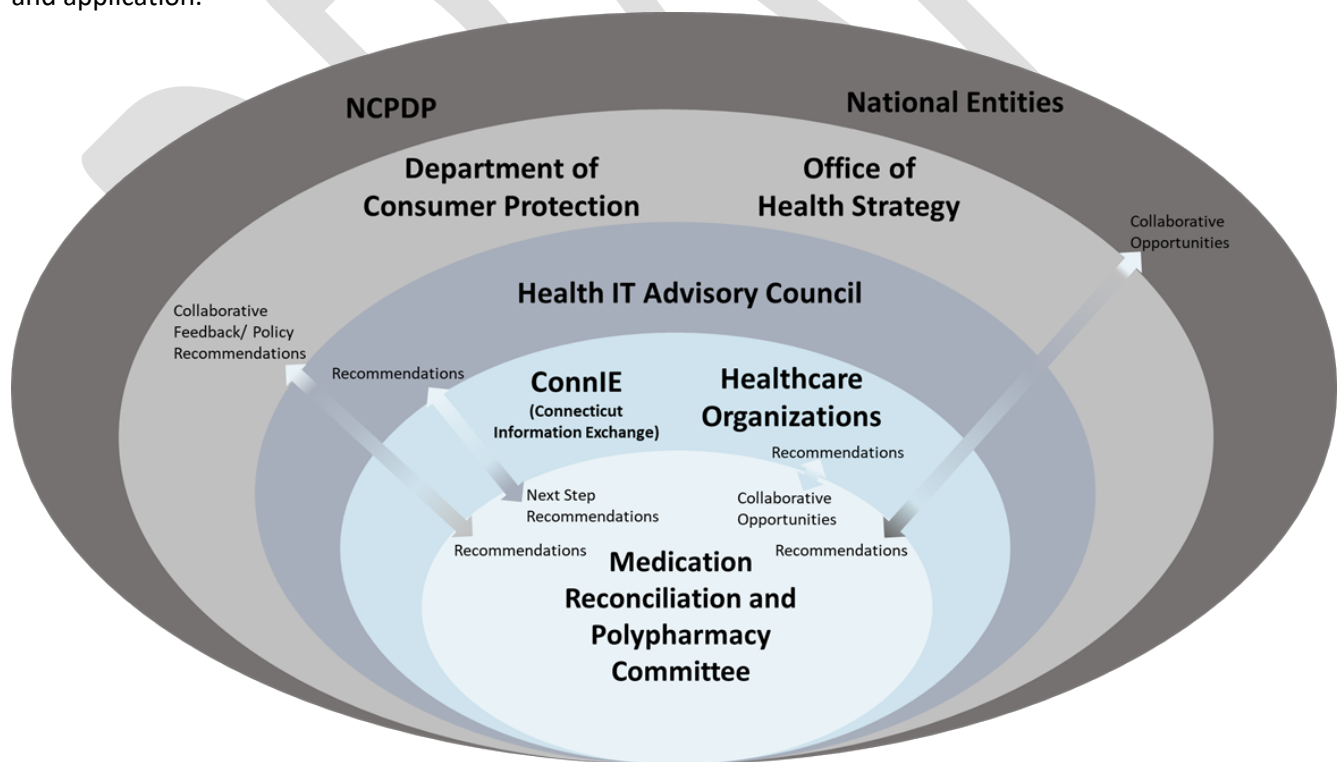 and application.
NCPDP
National Entities
Department of
Consumer Protection
Office of
Health Strategy
Collaborative
Opportunities
Health IT Advisory Council
Collaborative
Feedback/ Policy
Recommendations
Recommendations
ConnIE
(Connecticut
Information Exchange)
Healthcare
Organizations
Recommendations
Next Step
Recommendations
Collaborative
Opportunities
Recommendations
Recommendations
Medication
Reconciliation and
Polypharmacy
Committee